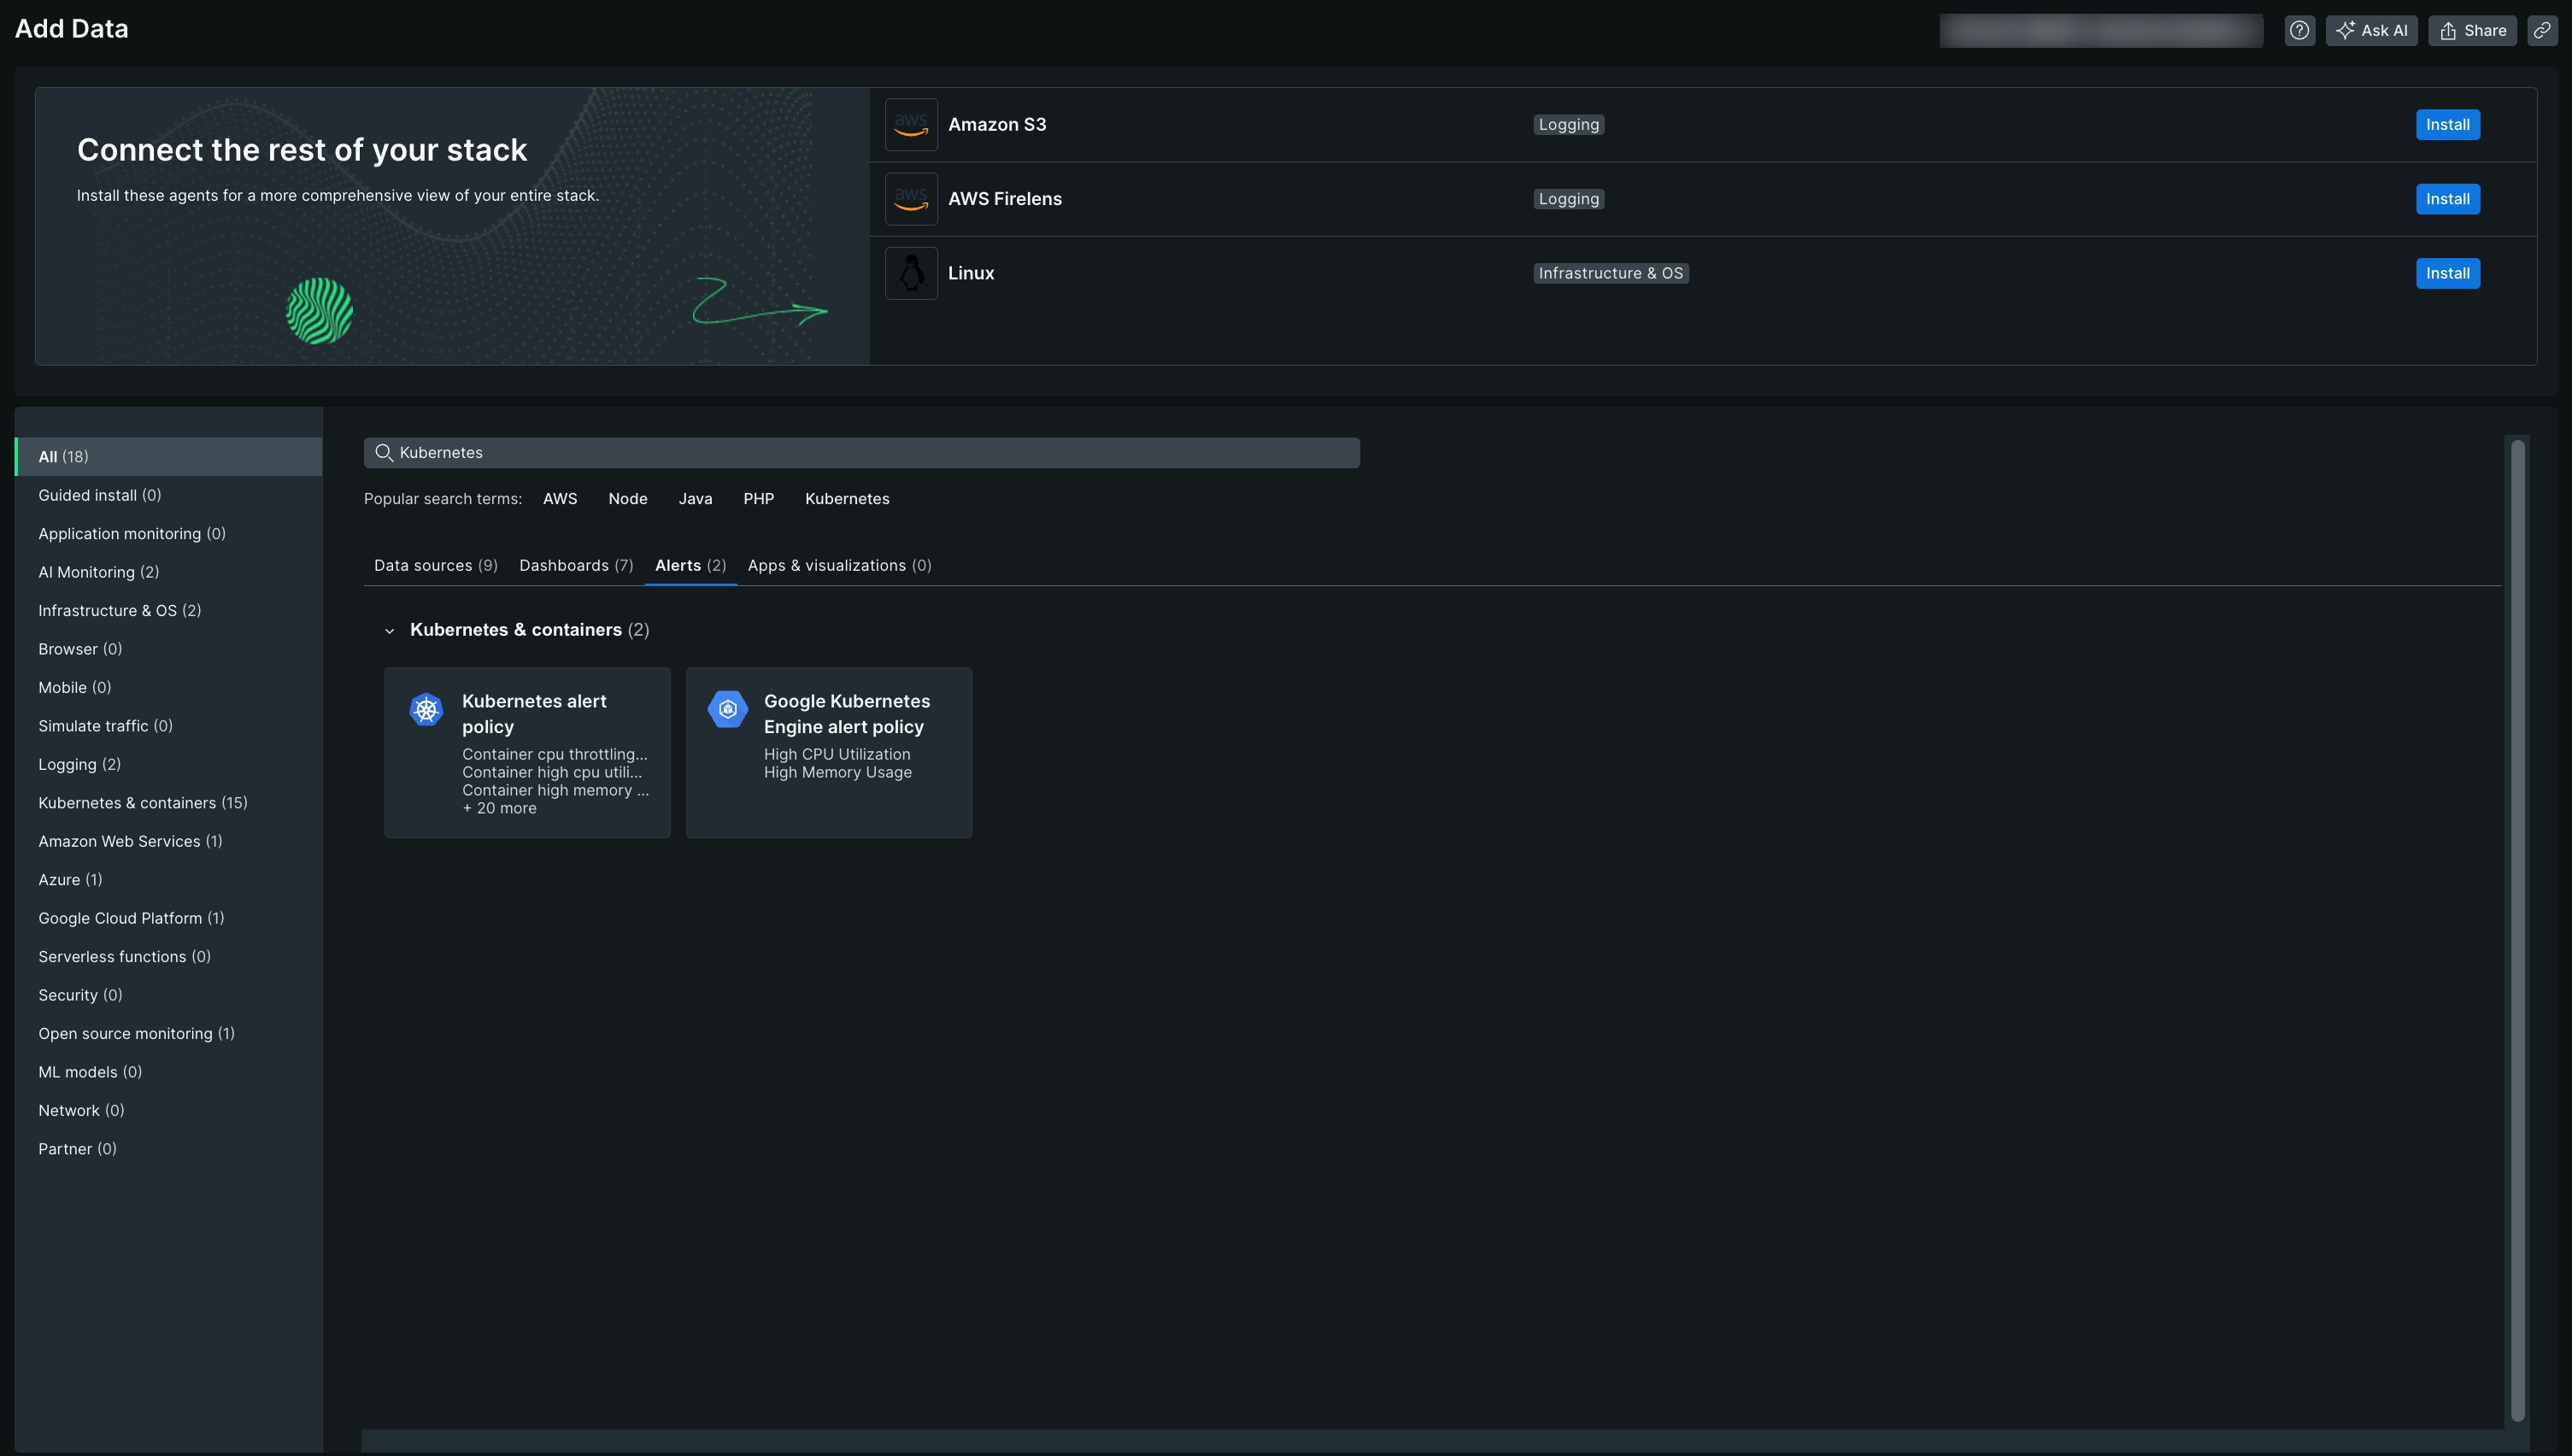 Add Data
Ask AI
Share
Connect the rest of your stack
Install these agents for a more comprehensive view of your entire stack.
aws
Amazon S3
Logging
Install
aws
AWS Firelens
Logging
Install
Linux
Infrastructure & OS
Install
All (18)
Guided install (0)
Application monitoring (0)
AI Monitoring (2)
Infrastructure & OS (2)
Browser (0)
Mobile (0)
Simulate traffic (0)
Logging (2)
Kubernetes & containers (15)
Amazon Web Services (1)
Azure (1)
Google Cloud Platform (1)
Serverless functions (0)
Security (0)
Open source monitoring (1)
ML models (0)
Network (0)
Partner (0)
Kubernetes
Popular search terms: AWS Node Java PHP Kubernetes
Data sources (9) Dashboards (7) Alerts (2) Apps & visualizations (0)
Kubernetes & containers (2)
Kubernetes alert
policy
Container cpu throttling...
Container high cpu utili...
Container high memory ...
+ 20 more
Google Kubernetes
Engine alert policy
High CPU Utilization
High Memory Usage